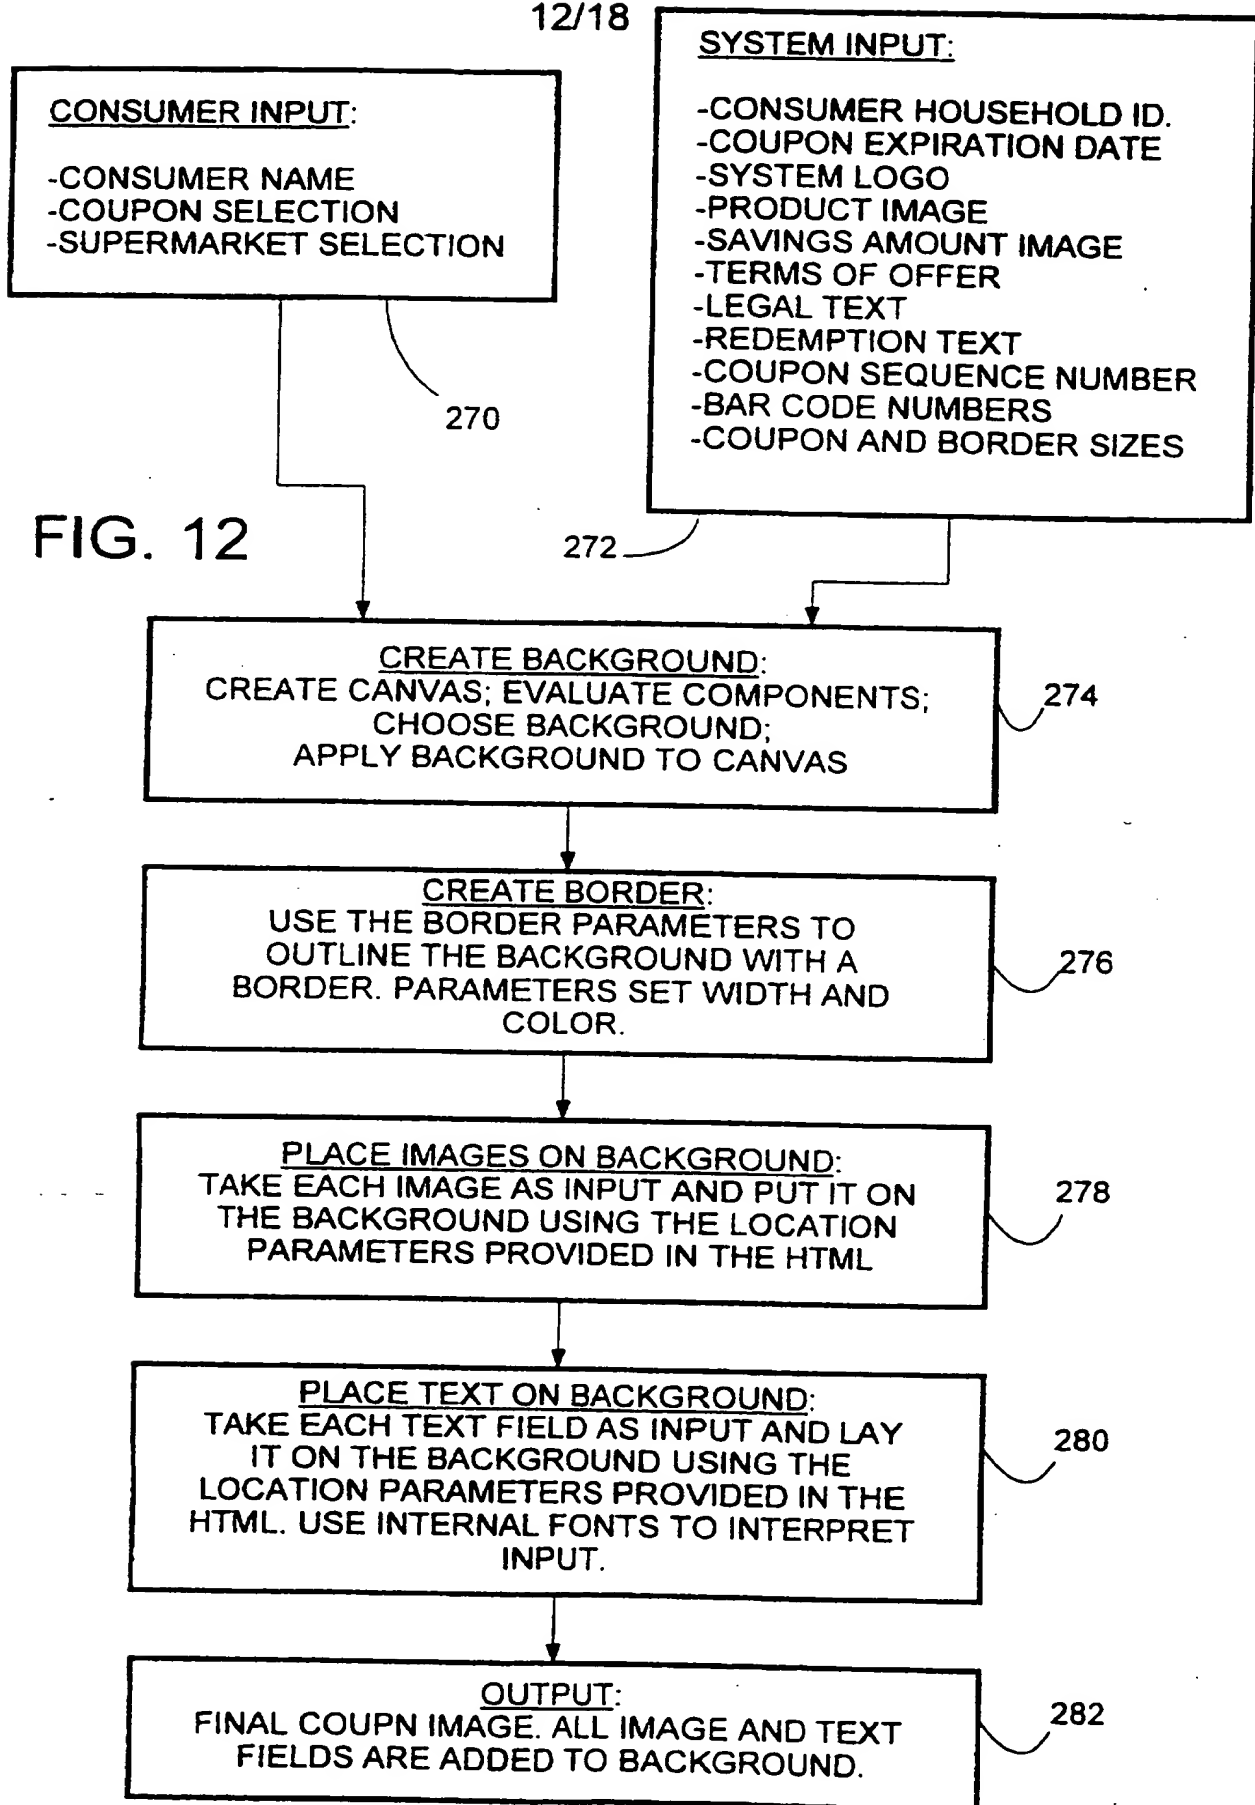 12/18
CONSUMER INPUT:
-CONSUMER NAME
-COUPON SELECTION
-SUPERMARKET SELECTION
270
SYSTEM INPUT:
-CONSUMER HOUSEHOLD ID.
-COUPON EXPIRATION DATE
-SYSTEM LOGO
-PRODUCT IMAGE
-SAVINGS AMOUNT IMAGE
-TERMS OF OFFER
-LEGAL TEXT
-REDEMPTION TEXT
-COUPON SEQUENCE NUMBER
-BAR CODE NUMBERS
-COUPON AND BORDER SIZES
272
FIG. 12
CREATE BACKGROUND:
CREATE CANVAS; EVALUATE COMPONENTS;
CHOOSE BACKGROUND;
APPLY BACKGROUND TO CANVAS
274
CREATE BORDER:
USE THE BORDER PARAMETERS TO
OUTLINE THE BACKGROUND WITH A
BORDER. PARAMETERS SET WIDTH AND
COLOR.
276
PLACE IMAGES ON BACKGROUND:
TAKE EACH IMAGE AS INPUT AND PUT IT ON
THE BACKGROUND USING THE LOCATION
PARAMETERS PROVIDED IN THE HTML
278
PLACE TEXT ON BACKGROUND:
TAKE EACH TEXT FIELD AS INPUT AND LAY
IT ON THE BACKGROUND USING THE
LOCATION PARAMETERS PROVIDED IN THE
HTML. USE INTERNAL FONTS TO INTERPRET
INPUT.
280
OUTPUT:
FINAL COUPN IMAGE. ALL IMAGE AND TEXT
FIELDS ARE ADDED TO BACKGROUND.
282